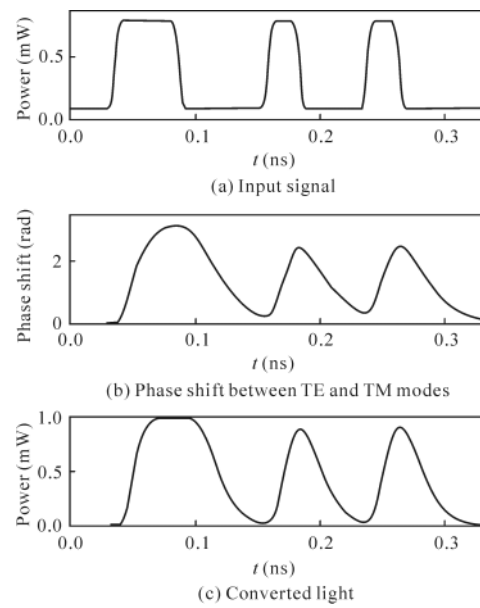 Power (mW)
0.5
0.0
0.0
0.1
0.2
0.3
t (ns)
(a) Input signal
Phase shift (rad)
2
0
0.0
0.1
0.2
0.3
t (ns)
(b) Phase shift between TE and TM modes
Power (mW)
1.0
0.5
0.0
0.0
0.1
0.2
0.3
t (ns)
(c) Converted light